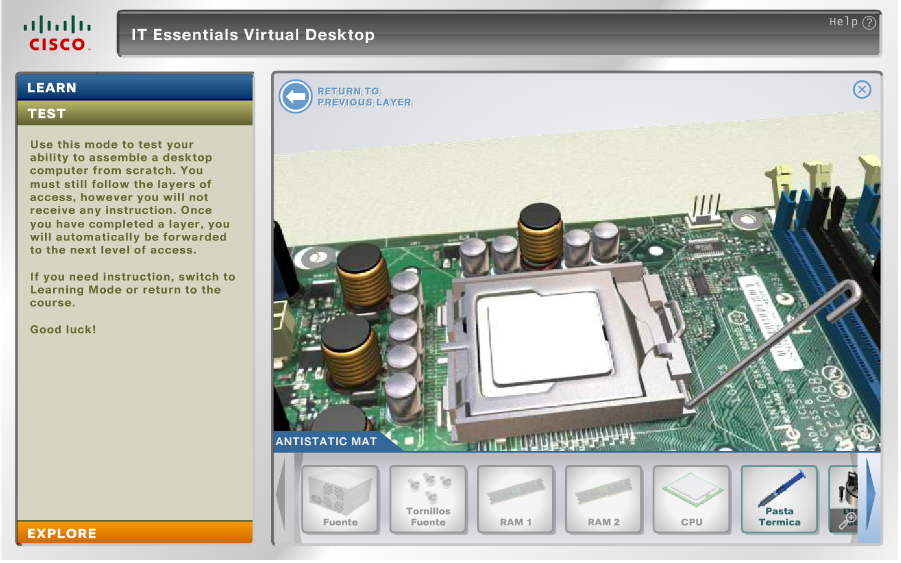 CISCO
IT Essentials Virtual Desktop
Help ?
LEARN
TEST
Use this mode to test your
ability to assemble a desktop
computer from scratch. You
must still follow the layers of
access, however you will not
receive any instruction. Once
you have completed a layer, you
will automatically be forwarded
to the next level of access.
If you need instruction, switch to
Learning Mode or return to the
course.
Good luck!
EXPLORE
RETURN TO
PREVIOUS LAYER
E210882
ANTISTATIC MAT
Fuente
Tornillos
Fuente
RAM 1
RAM 2
CPU
Pasta
Termica